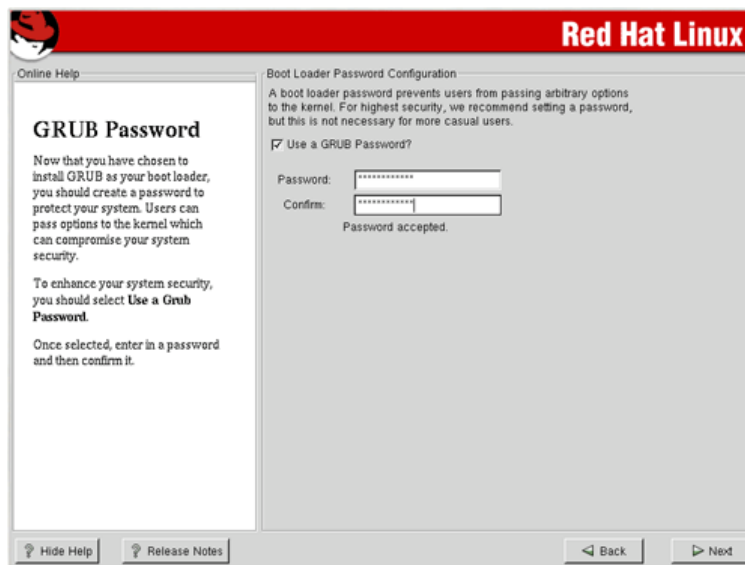 Red Hat Linux
Online Help
GRUB Password
Now that you have chosen to
install GRUB as your boot loader,
you should create a password to
protect your system. Users can
pass options to the kernel which
can compromise your system
security.
To enhance your system security,
you should select Use a Grub
Password.
Once selected, enter in a password
and then confirm it.
Boot Loader Password Configuration
A boot loader password prevents users from passing arbitrary options
to the kernel. For highest security, we recommend setting a password,
but this is not necessary for more casual users.
Use a GRUB Password?
Password: ************
Confirm: ************
Password accepted.
Hide Help
Release Notes
Back
Next